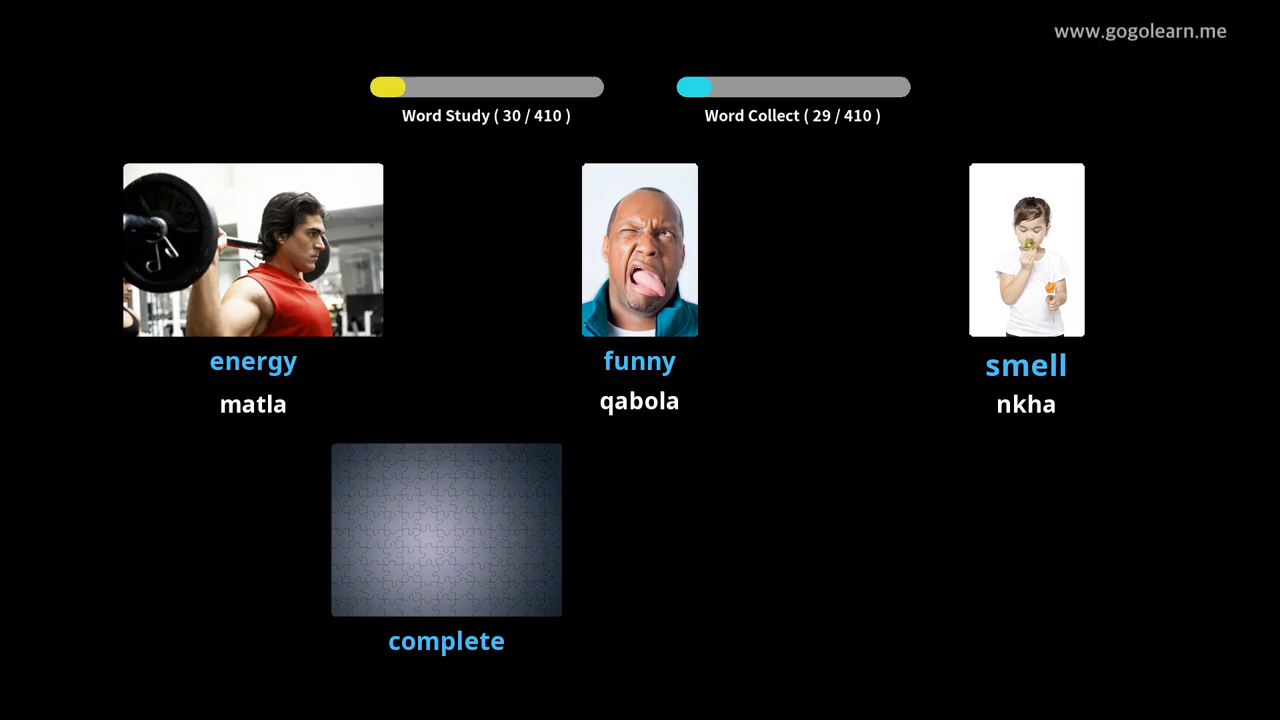 www.gogolearn.me
Word Study ( 30 / 410 )
Word Collect ( 29 / 410 )
energy
funny
smell
matla
qabola
nkha
complete